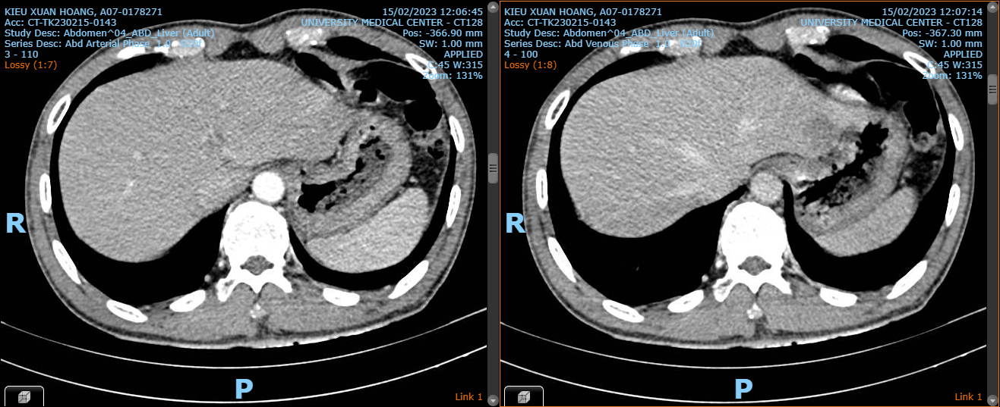 KIEU XUAN HOANG, A07-0178271
Acc: CT-TK230215-0143
Study Desc: Abdomen^04_ABD_Liver (Adult)
Series Desc: Abd Arterial Phase 1.0
3 - 110
Lossy (1:7)
15/02/2023 12:06:45
UNIVERSITY MEDICAL CENTER - CT128
Pos: -366.90 mm
SW: 1.00 mm
APPLIED
C:45 W:315
Zoom: 131%
R
P
Link 1
KIEU XUAN HOANG, A07-0178271
Acc: CT-TK230215-0143
Study Desc: Abdomen^04_ABD_Liver (Adult)
Series Desc: Abd Venous Phase 1.0
4 - 100
Lossy (1:8)
15/02/2023 12:07:14
UNIVERSITY MEDICAL CENTER - CT128
Pos: -367.30 mm
SW: 1.00 mm
APPLIED
C:45 W:315
Zoom: 131%
R
P
Link 1